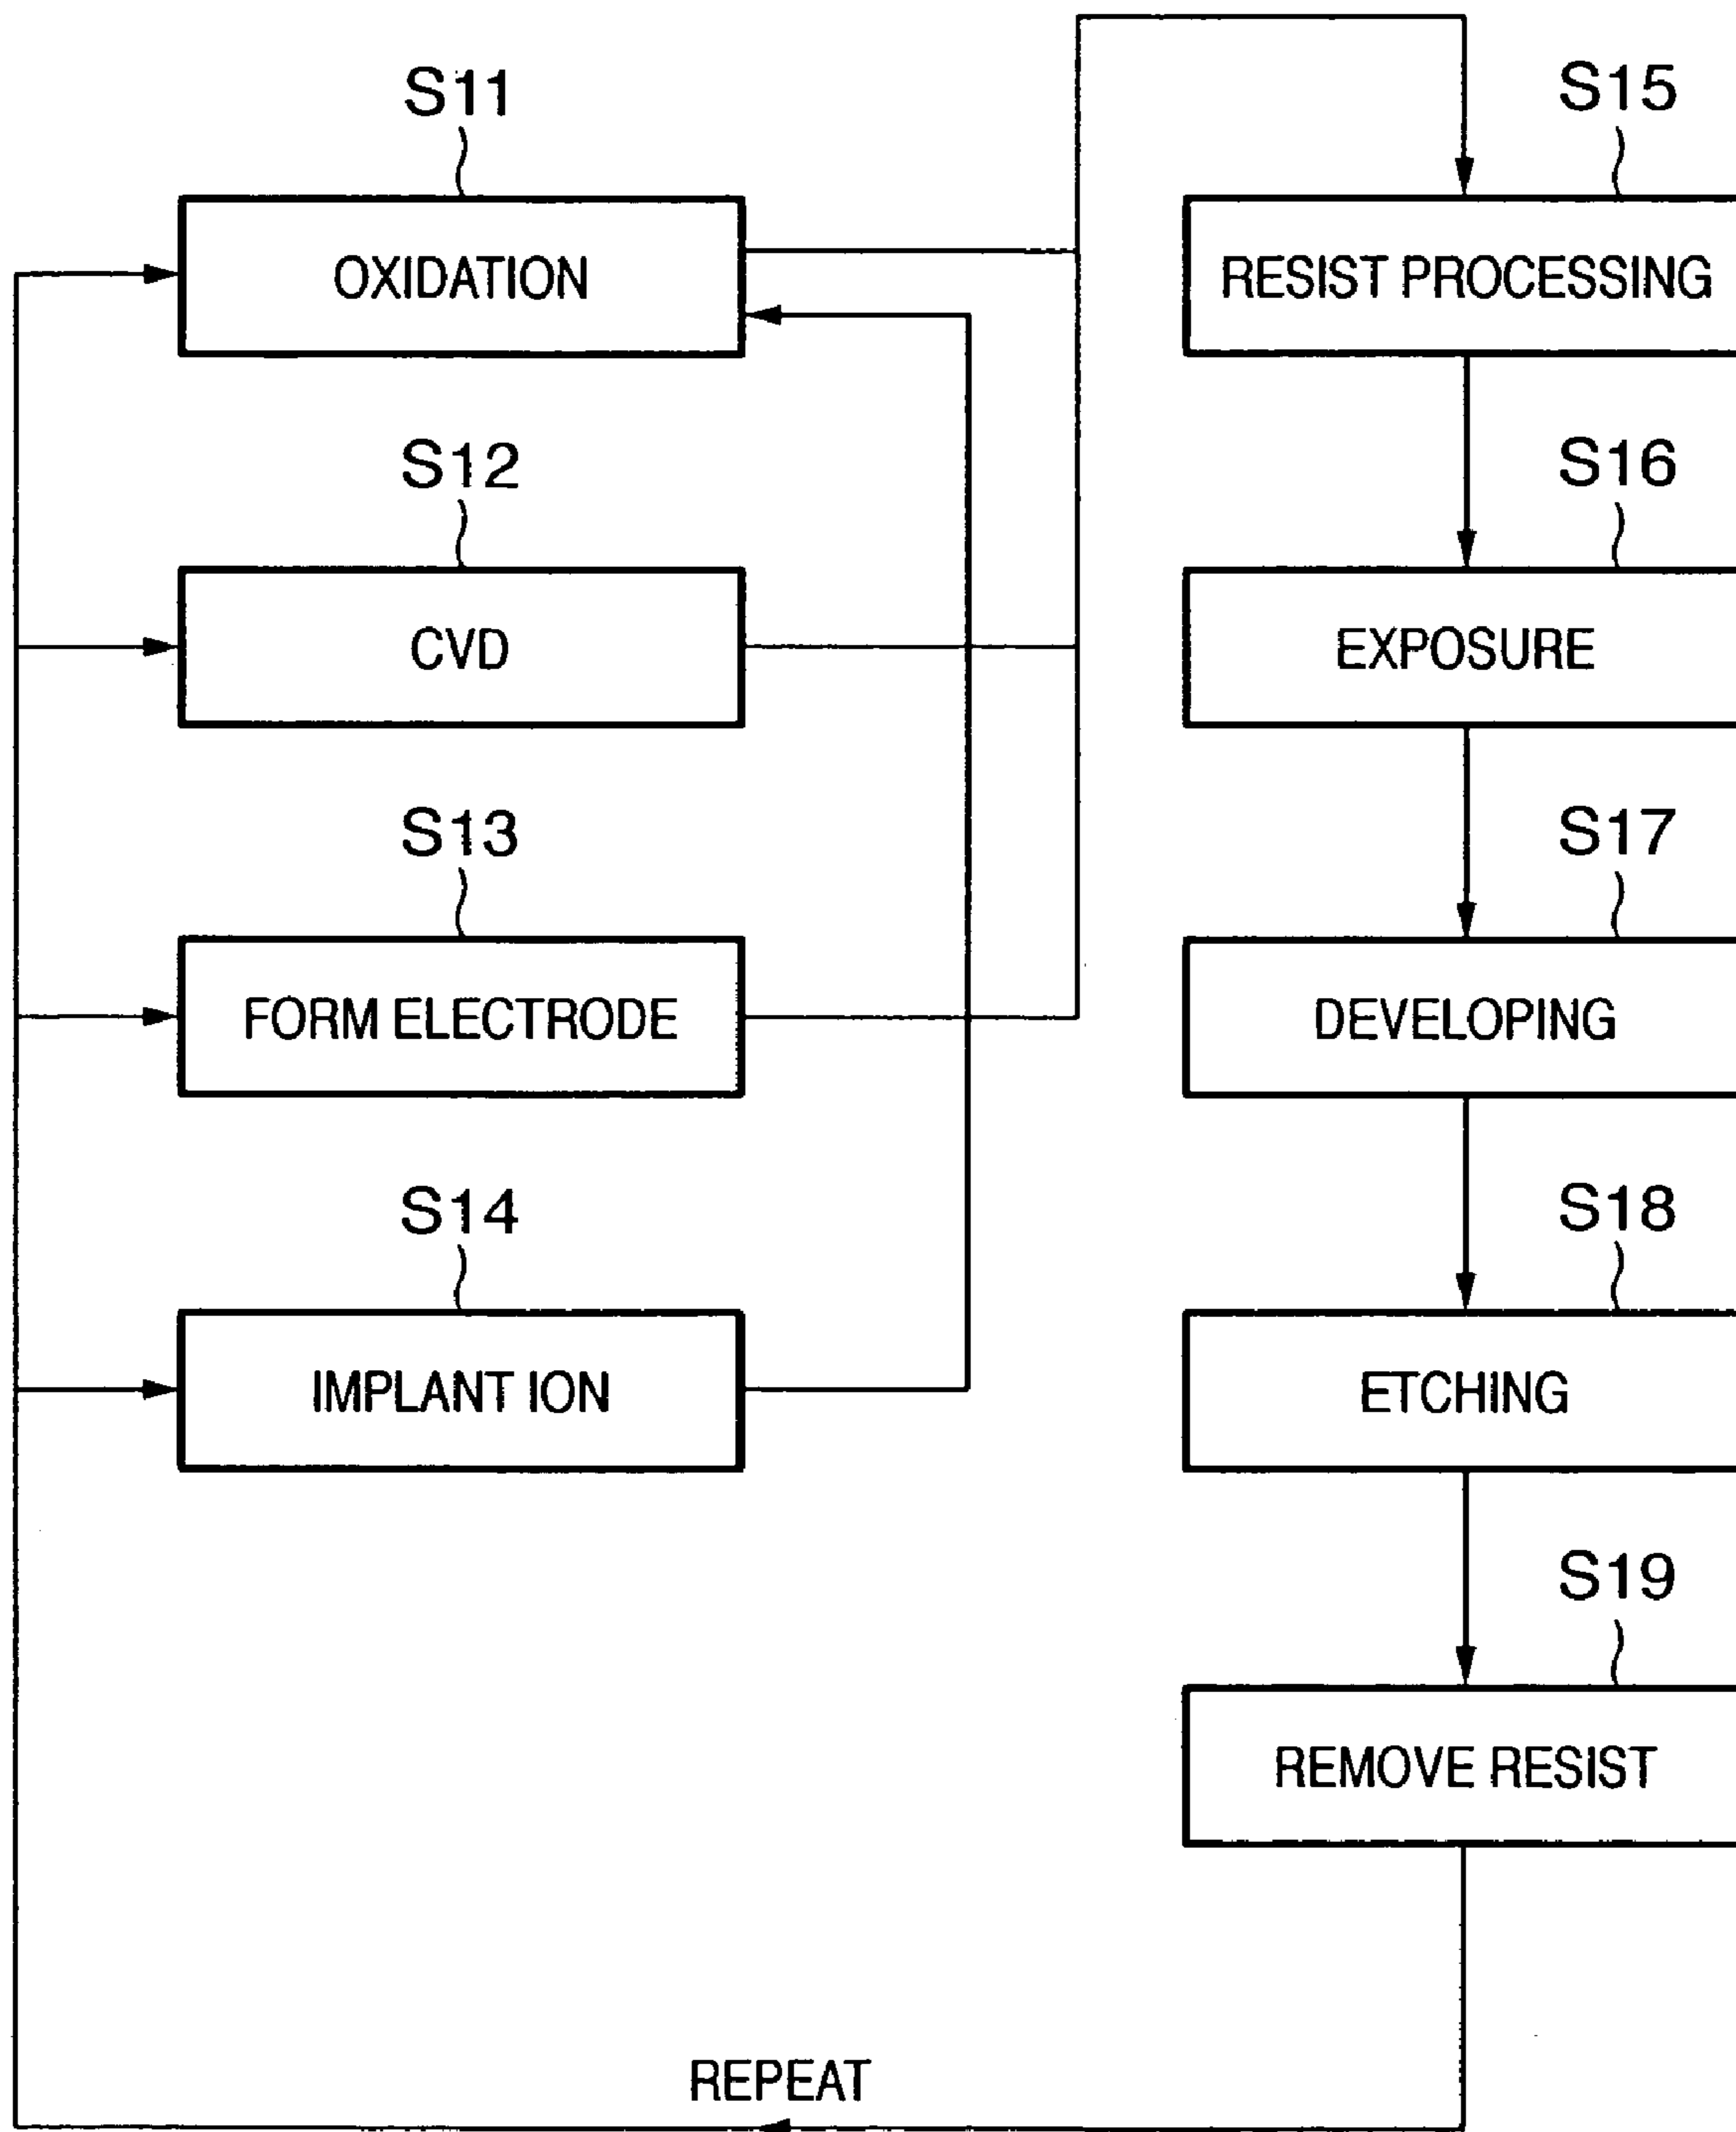 S11
OXIDATION
S12
CVD
S13
FORM ELECTRODE
S14
IMPLANT ION
S15
RESIST PROCESSING
S16
EXPOSURE
S17
DEVELOPING
S18
ETCHING
S19
REMOVE RESIST
REPEAT